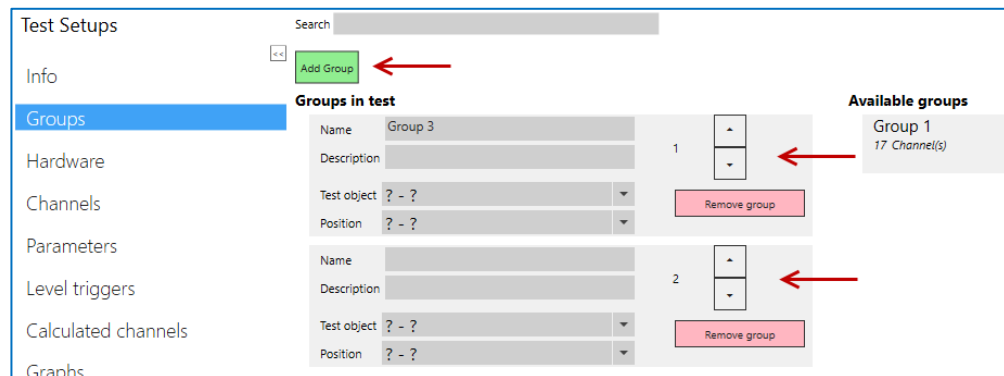 Test Setups
Search
<<
Info
Add Group
Groups
Groups in test
Available groups
Name Group 3
1
Group 1
17 Channel(s)
Description
Hardware
Test object ? - ?
Remove group
Channels
Position ? - ?
Parameters
Name
2
Description
Level triggers
Test object ? - ?
Remove group
Calculated channels
Position ? - ?
Graphs